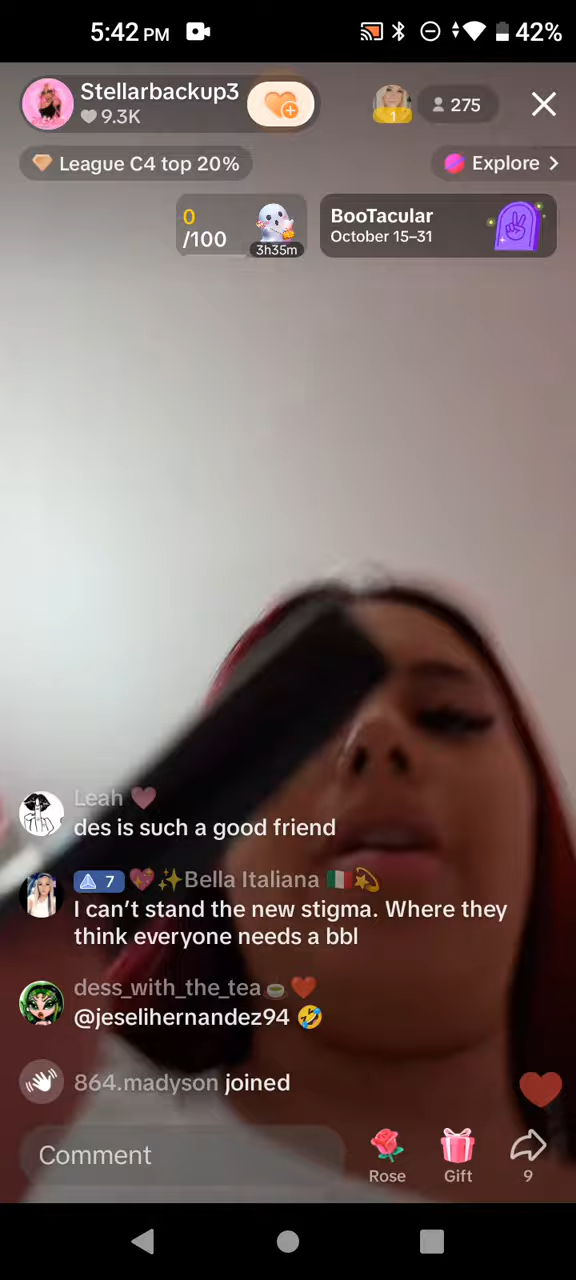 5:42 PM 42%
Stellarbackup3
9.3K
1
275
League C4 top 20%
Explore
0
/100
3h35m
BooTacular
October 15–31
Leah
des is such a good friend
7 Bella Italiana
I can’t stand the new stigma. Where they
think everyone needs a bbl
dess_with_the_tea
@jeselihernandez94
864.madyson joined
Comment
Rose
Gift
9